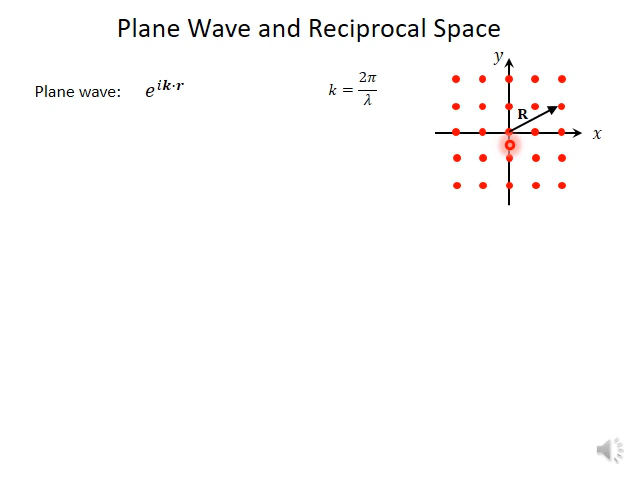 Plane Wave and Reciprocal Space
Plane wave: e^{i𝒌·𝒓}
k = 2π/λ
y
R
x